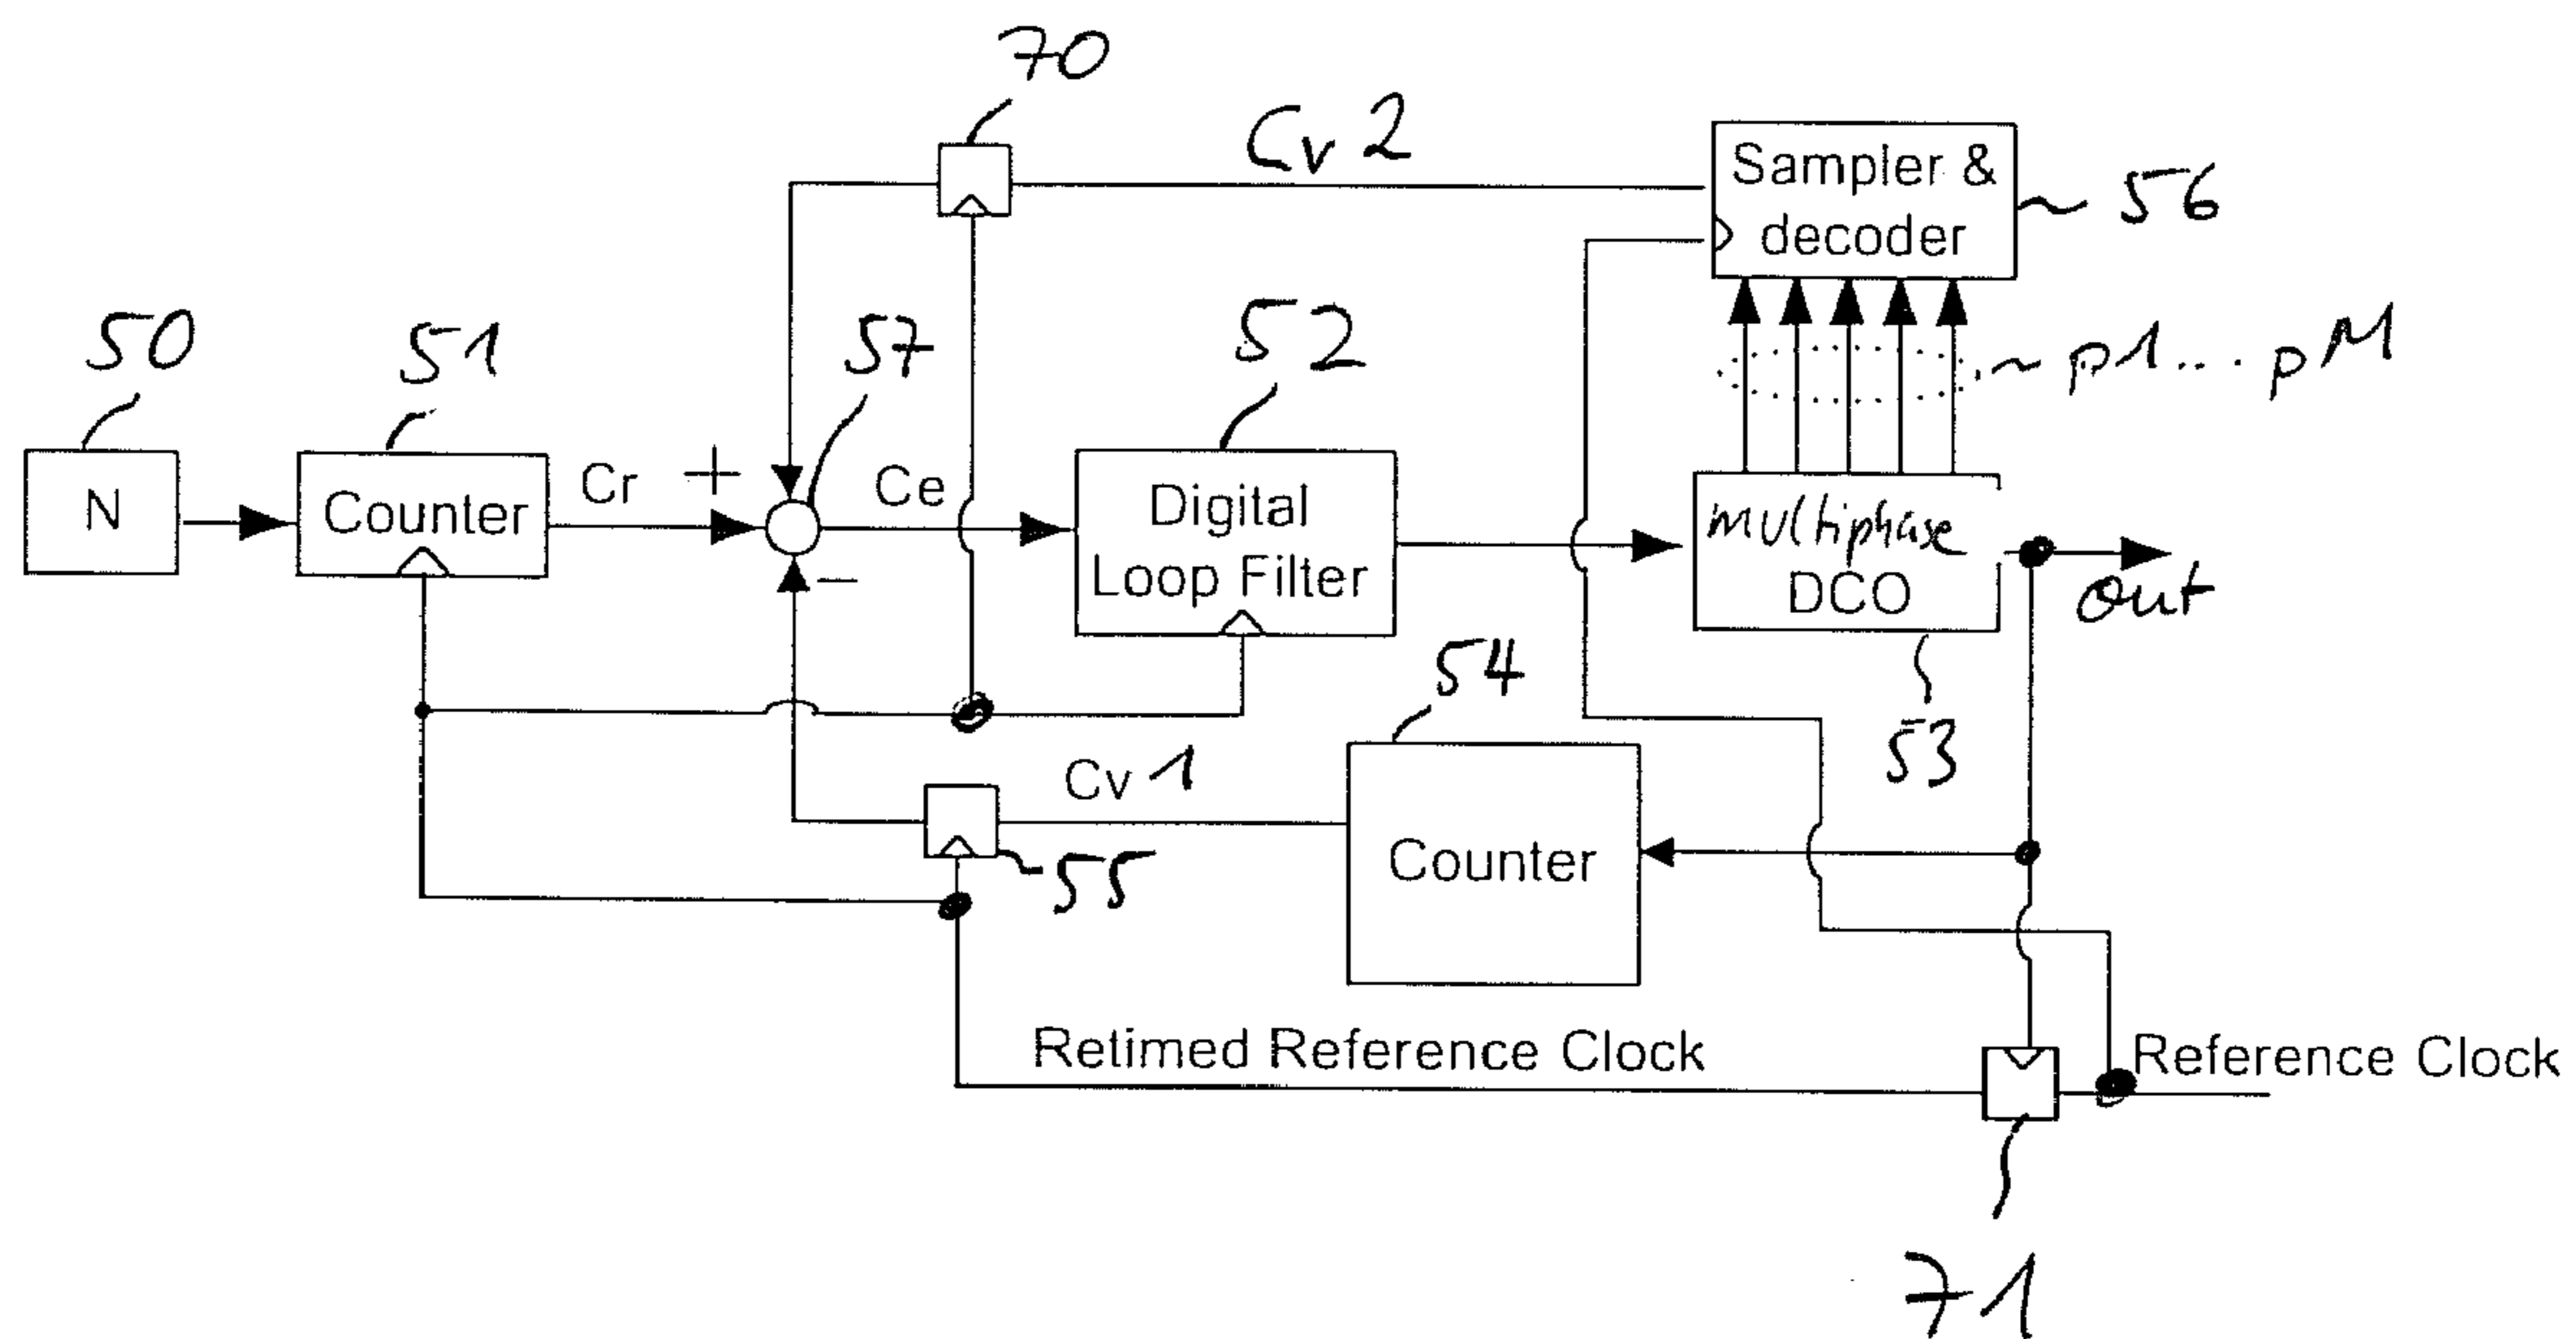 70
Cv 2
Sampler &
decoder
56
50
51
57
52
p1...pM
N
Counter
Cr
+
Ce
Digital
Loop Filter
multiphase
DCO
out
−
54
53
Cv 1
Counter
55
Retimed Reference Clock
Reference Clock
71